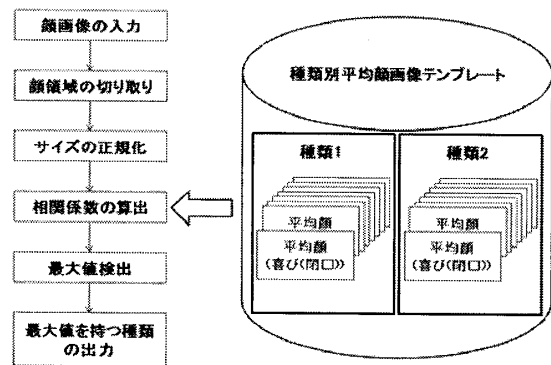 顔画像の入力
顔領域の切り取り
サイズの正規化
相関係数の算出
最大値検出
最大値を持つ種類
の出力
種類別平均顔画像テンプレート
種類1
平均顔
平均顔
(喜び(閉口))
種類2
平均顔
平均顔
(喜び(閉口))